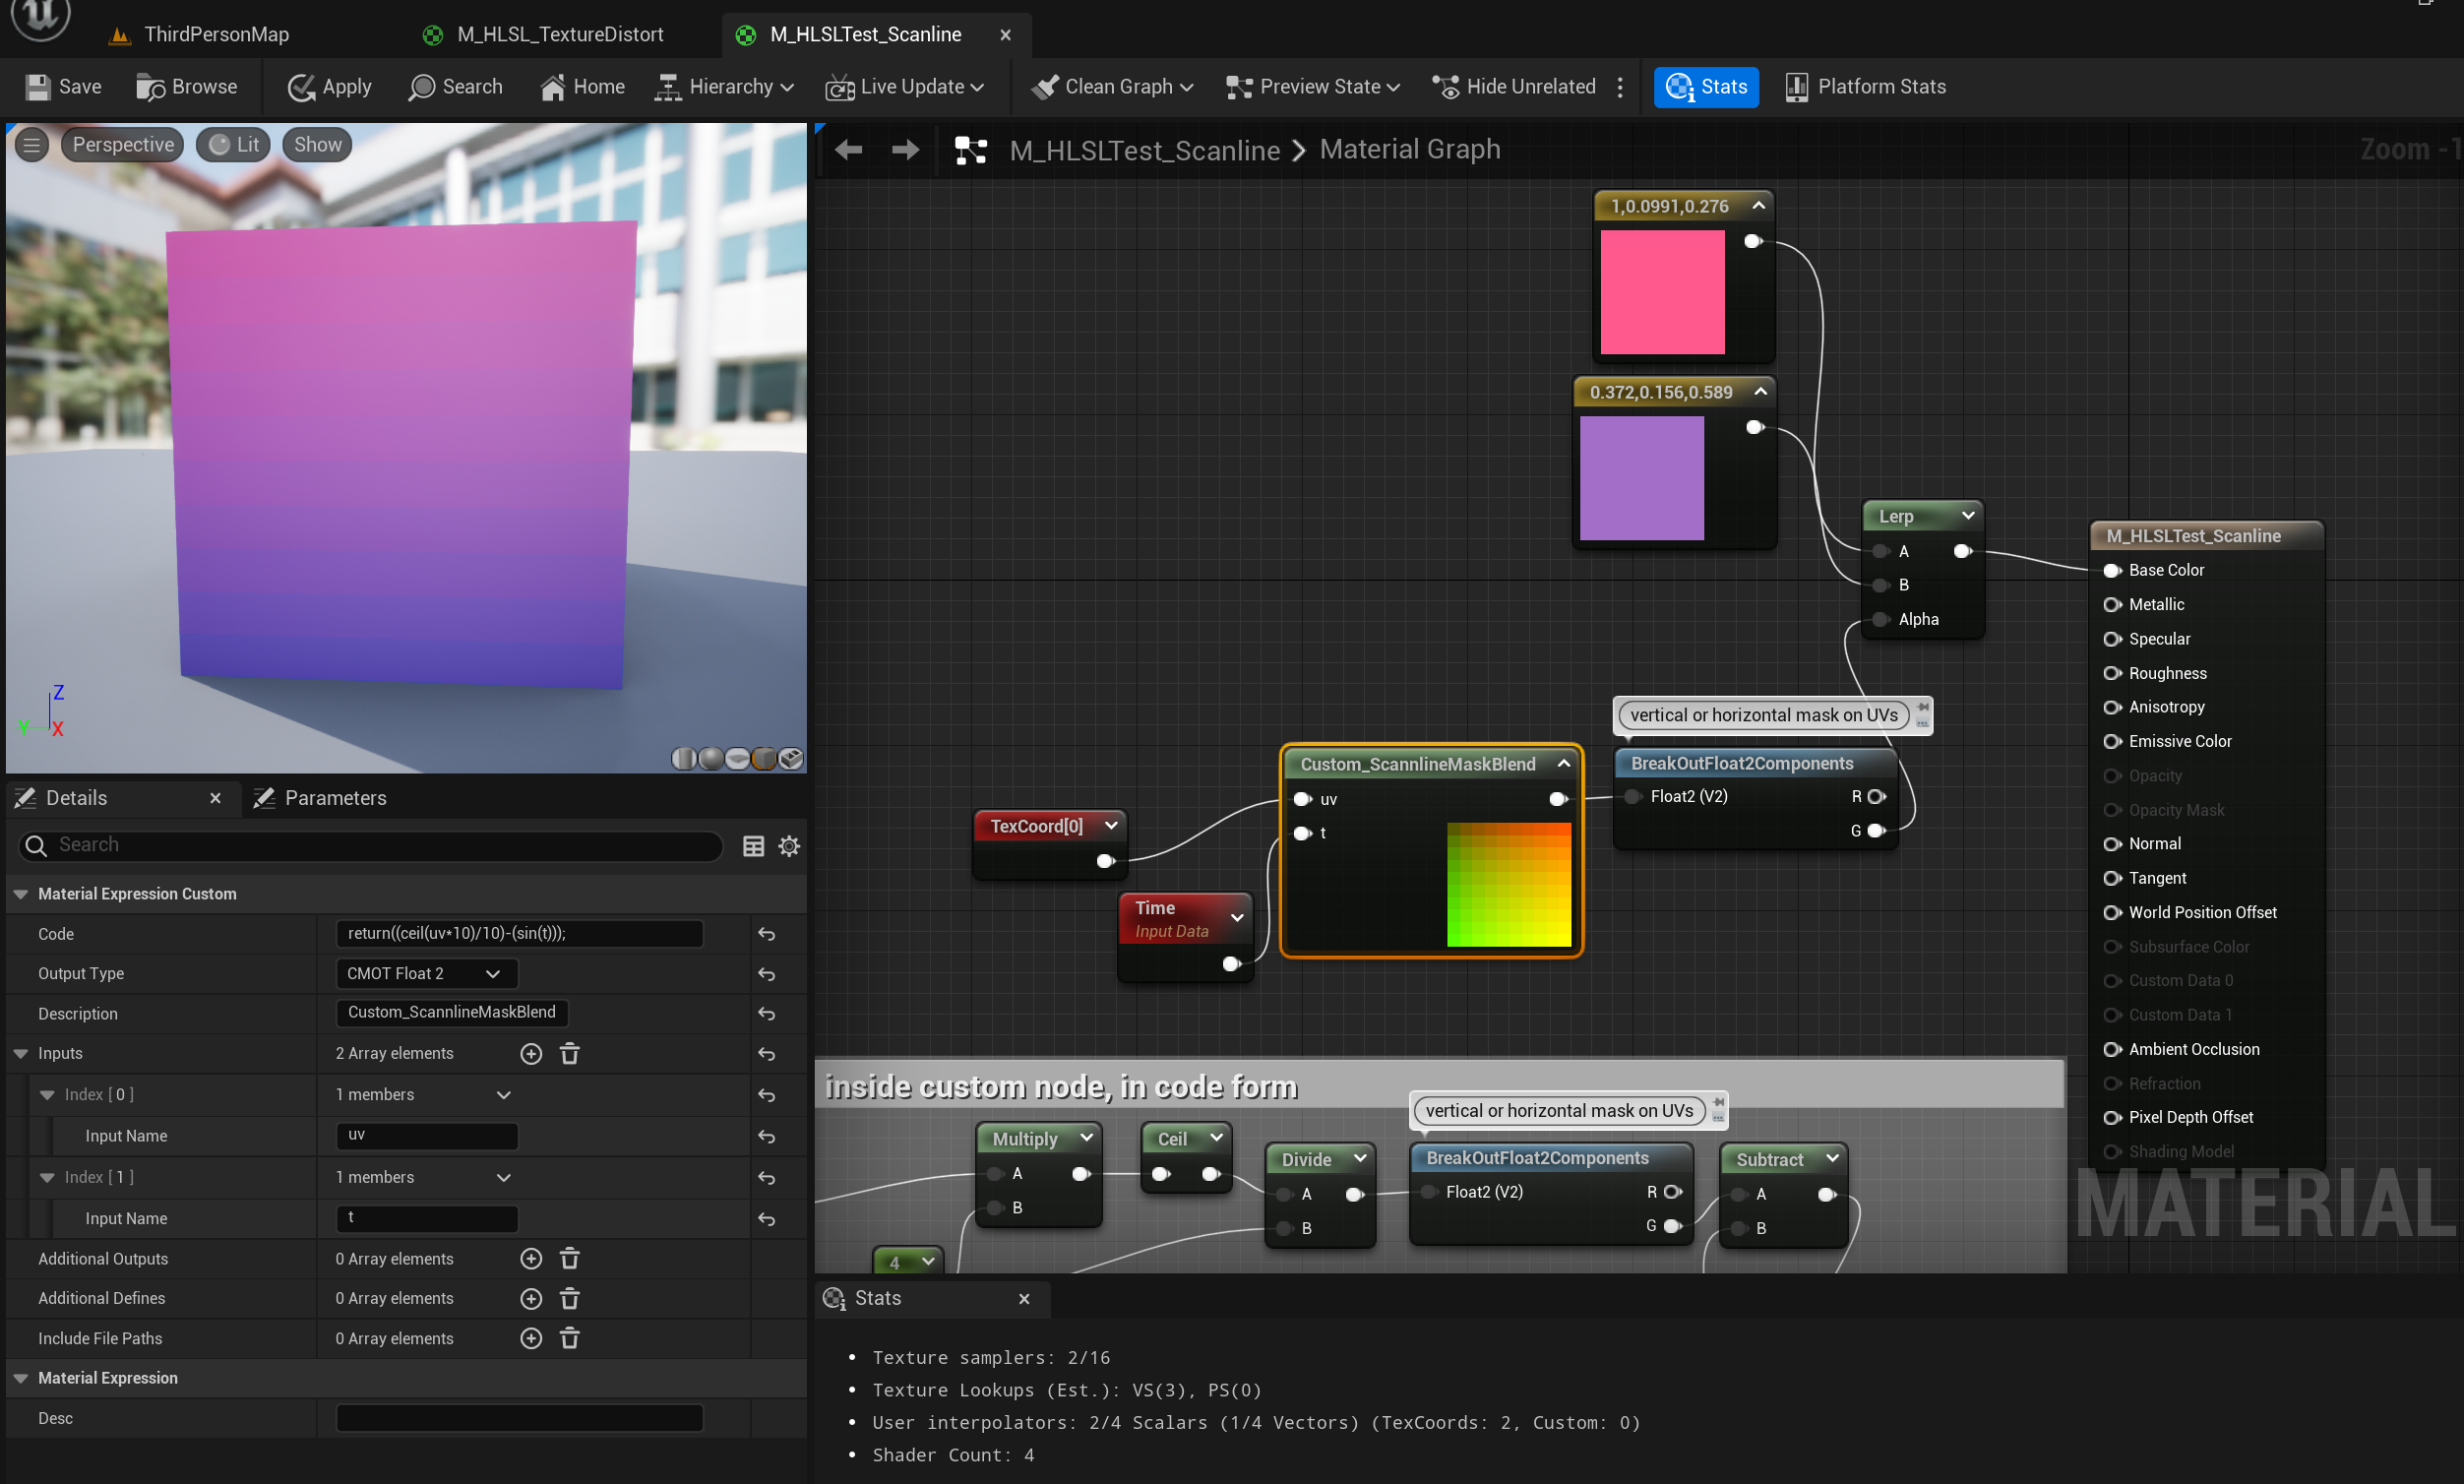 ThirdPersonMap
M_HLSL_TextureDistort
M_HLSLTest_Scanline
Save
Browse
Apply
Search
Home
Hierarchy
Live Update
Clean Graph
Preview State
Hide Unrelated
Stats
Platform Stats
Perspective
Lit
Show
Z
Y
X
M_HLSLTest_Scanline
Material Graph
Zoom -1
1,0.0991,0.276
0.372,0.156,0.589
Lerp
A
B
Alpha
M_HLSLTest_Scanline
Base Color
Metallic
Specular
Roughness
Anisotropy
Emissive Color
Opacity
Opacity Mask
Normal
Tangent
World Position Offset
Subsurface Color
Custom Data 0
Custom Data 1
Ambient Occlusion
Refraction
Pixel Depth Offset
Shading Model
MATERIAL
vertical or horizontal mask on UVs
BreakOutFloat2Components
Float2 (V2)
R
G
Custom_ScannlineMaskBlend
uv
t
TexCoord[0]
Time
Input Data
inside custom node, in code form
Multiply
A
B
Ceil
Divide
A
B
vertical or horizontal mask on UVs
BreakOutFloat2Components
Float2 (V2)
R
G
Subtract
A
B
4
Details
Parameters
Search
Material Expression Custom
Code
return((ceil(uv*10)/10)-(sin(t)));
Output Type
CMOT Float 2
Description
Custom_ScannlineMaskBlend
Inputs
2 Array elements
Index [ 0 ]
1 members
Input Name
uv
Index [ 1 ]
1 members
Input Name
t
Additional Outputs
0 Array elements
Additional Defines
0 Array elements
Include File Paths
0 Array elements
Material Expression
Desc
Stats
• Texture samplers: 2/16
• Texture Lookups (Est.): VS(3), PS(0)
• User interpolators: 2/4 Scalars (1/4 Vectors) (TexCoords: 2, Custom: 0)
• Shader Count: 4